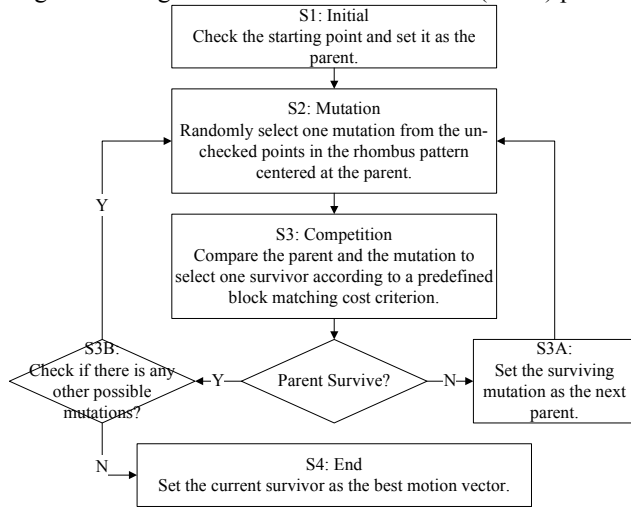 S1: Initial
Check the starting point and set it as the
parent.
S2: Mutation
Randomly select one mutation from the un-
checked points in the rhombus pattern
centered at the parent.
Y
S3: Competition
Compare the parent and the mutation to
select one survivor according to a predefined
block matching cost criterion.
S3B:
Check if there is any
other possible
mutations?
Y
Parent Survive?
N
S3A:
Set the surviving
mutation as the next
parent.
N
S4: End
Set the current survivor as the best motion vector.